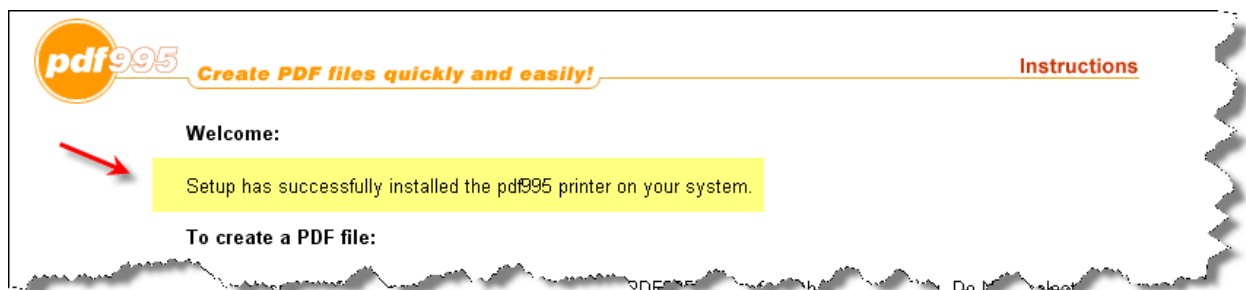 pdf995
Create PDF files quickly and easily!
Instructions
Welcome:
Setup has successfully installed the pdf995 printer on your system.
To create a PDF file: